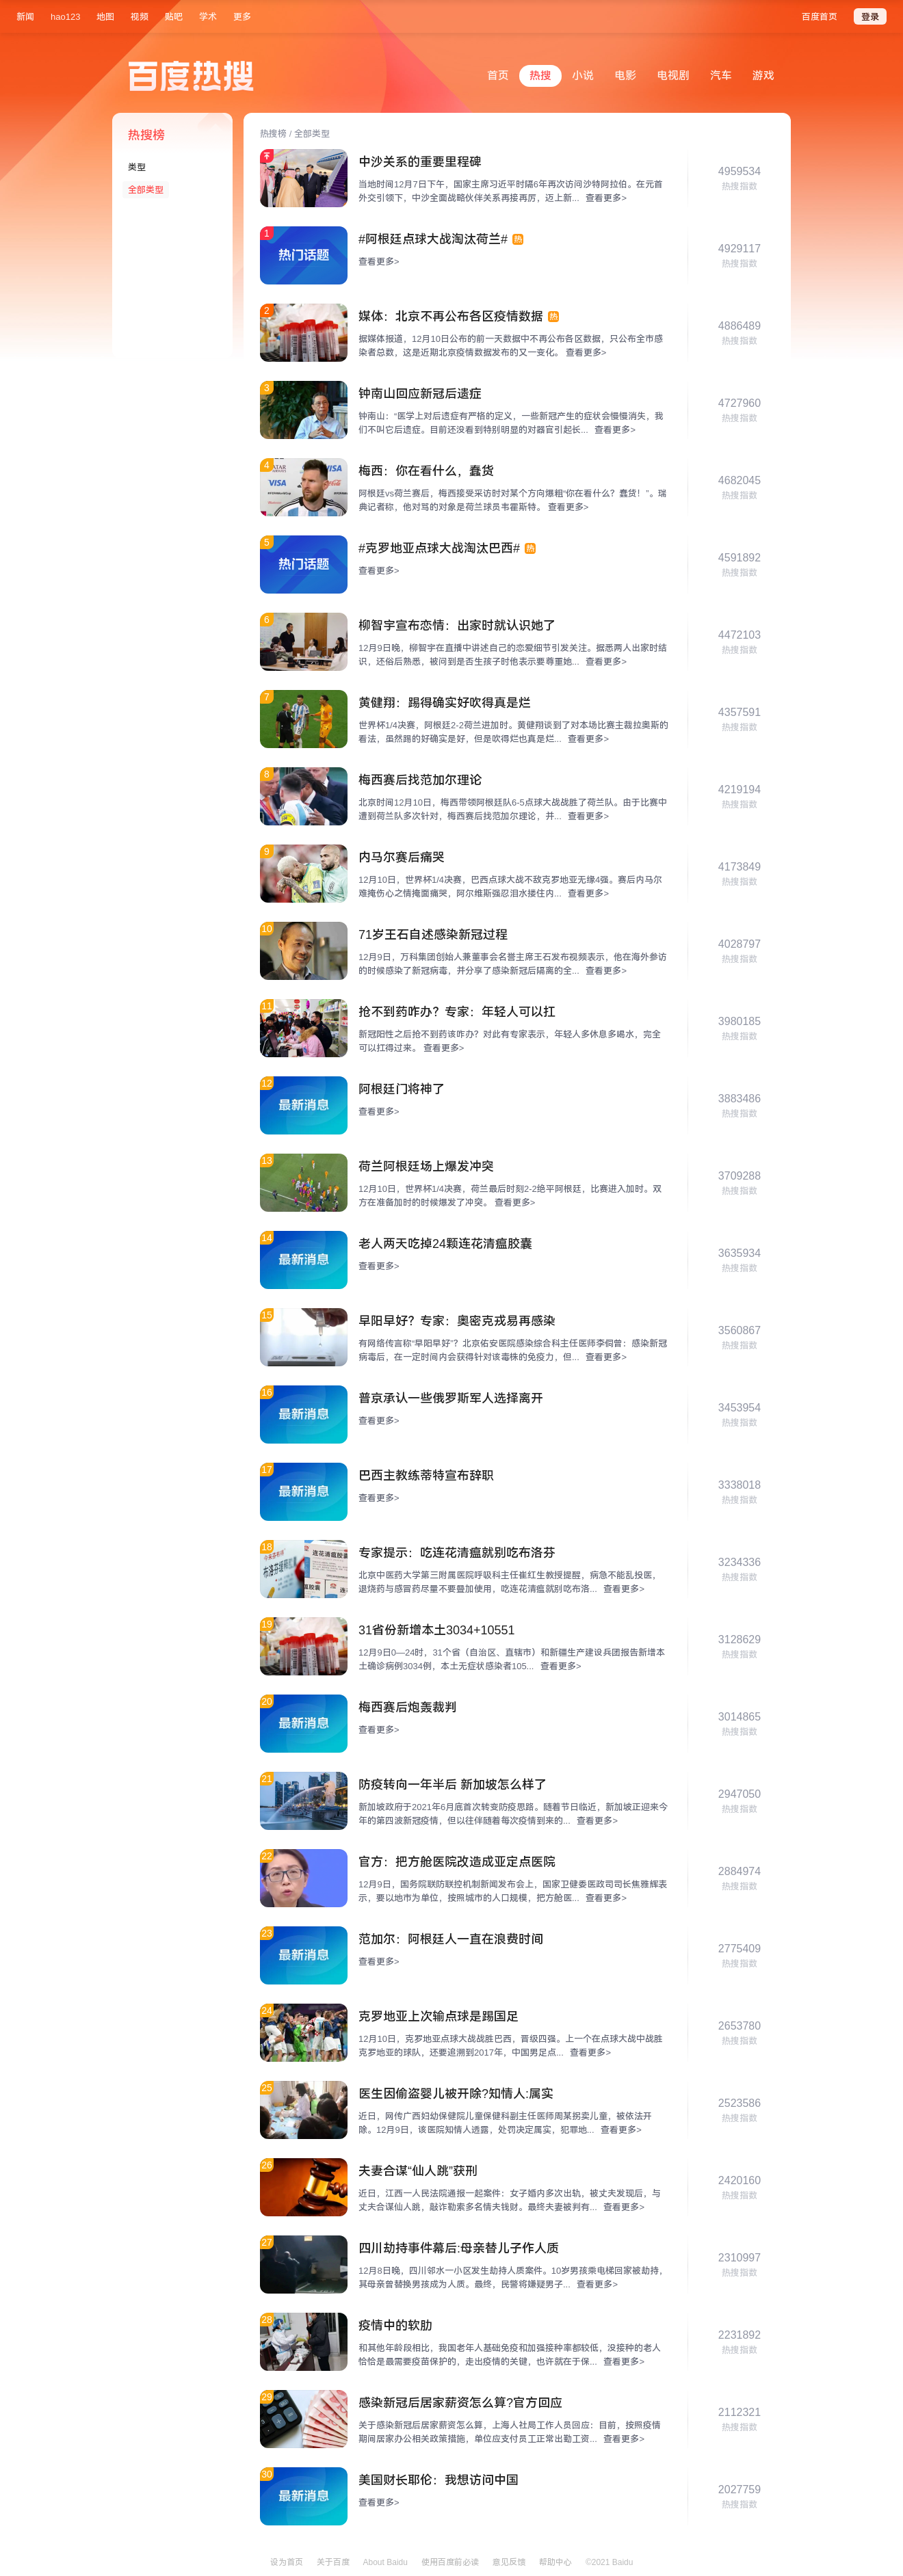 新闻 hao123 地图 视频 贴吧 学术 更多 百度首页 登录
百度热搜
首页 热搜 小说 电影 电视剧 汽车 游戏
热搜榜
类型
全部类型
热搜榜 / 全部类型
中沙关系的重要里程碑
当地时间12月7日下午，国家主席习近平时隔6年再次访问沙特阿拉伯。在元首
外交引领下，中沙全面战略伙伴关系再接再厉，迈上新... 查看更多>
4959534
热搜指数
1
热门话题
#阿根廷点球大战淘汰荷兰# 热
查看更多>
4929117
热搜指数
2
媒体：北京不再公布各区疫情数据 热
据媒体报道，12月10日公布的前一天数据中不再公布各区数据，只公布全市感
染者总数，这是近期北京疫情数据发布的又一变化。 查看更多>
4886489
热搜指数
3
钟南山回应新冠后遗症
钟南山：“医学上对后遗症有严格的定义，一些新冠产生的症状会慢慢消失，我
们不叫它后遗症。目前还没看到特别明显的对器官引起长... 查看更多>
4727960
热搜指数
4
VISA
VISA
梅西：你在看什么，蠢货
阿根廷vs荷兰赛后，梅西接受采访时对某个方向爆粗“你在看什么？蠢货！”。瑞
典记者称，他对骂的对象是荷兰球员韦霍斯特。 查看更多>
4682045
热搜指数
5
热门话题
#克罗地亚点球大战淘汰巴西# 热
查看更多>
4591892
热搜指数
6
柳智宇宣布恋情：出家时就认识她了
12月9日晚，柳智宇在直播中讲述自己的恋爱细节引发关注。据悉两人出家时结
识，还俗后熟悉，被问到是否生孩子时他表示要尊重她... 查看更多>
4472103
热搜指数
7
黄健翔：踢得确实好吹得真是烂
世界杯1/4决赛，阿根廷2-2荷兰进加时。黄健翔谈到了对本场比赛主裁拉奥斯的
看法，虽然踢的好确实是好，但是吹得烂也真是烂... 查看更多>
4357591
热搜指数
8
梅西赛后找范加尔理论
北京时间12月10日，梅西带领阿根廷队6-5点球大战战胜了荷兰队。由于比赛中
遭到荷兰队多次针对，梅西赛后找范加尔理论，并... 查看更多>
4219194
热搜指数
9
内马尔赛后痛哭
12月10日，世界杯1/4决赛，巴西点球大战不敌克罗地亚无缘4强。赛后内马尔
难掩伤心之情掩面痛哭，阿尔维斯强忍泪水搂住内... 查看更多>
4173849
热搜指数
10
71岁王石自述感染新冠过程
12月9日，万科集团创始人兼董事会名誉主席王石发布视频表示，他在海外参访
的时候感染了新冠病毒，并分享了感染新冠后隔离的全... 查看更多>
4028797
热搜指数
11
抢不到药咋办？专家：年轻人可以扛
新冠阳性之后抢不到药该咋办？对此有专家表示，年轻人多休息多喝水，完全
可以扛得过来。 查看更多>
3980185
热搜指数
12
最新消息
阿根廷门将神了
查看更多>
3883486
热搜指数
13
荷兰阿根廷场上爆发冲突
12月10日，世界杯1/4决赛，荷兰最后时刻2-2绝平阿根廷，比赛进入加时。双
方在准备加时的时候爆发了冲突。 查看更多>
3709288
热搜指数
14
最新消息
老人两天吃掉24颗连花清瘟胶囊
查看更多>
3635934
热搜指数
15
早阳早好？专家：奥密克戎易再感染
有网络传言称“早阳早好”？北京佑安医院感染综合科主任医师李侗曾：感染新冠
病毒后，在一定时间内会获得针对该毒株的免疫力，但... 查看更多>
3560867
热搜指数
16
最新消息
普京承认一些俄罗斯军人选择离开
查看更多>
3453954
热搜指数
17
最新消息
巴西主教练蒂特宣布辞职
查看更多>
3338018
热搜指数
18
专家提示：吃连花清瘟就别吃布洛芬
北京中医药大学第三附属医院呼吸科主任崔红生教授提醒，病急不能乱投医，
退烧药与感冒药尽量不要叠加使用，吃连花清瘟就别吃布洛... 查看更多>
3234336
热搜指数
19
31省份新增本土3034+10551
12月9日0—24时，31个省（自治区、直辖市）和新疆生产建设兵团报告新增本
土确诊病例3034例，本土无症状感染者105... 查看更多>
3128629
热搜指数
20
最新消息
梅西赛后炮轰裁判
查看更多>
3014865
热搜指数
21
防疫转向一年半后 新加坡怎么样了
新加坡政府于2021年6月底首次转变防疫思路。随着节日临近，新加坡正迎来今
年的第四波新冠疫情，但以往伴随着每次疫情到来的... 查看更多>
2947050
热搜指数
22
官方：把方舱医院改造成亚定点医院
12月9日，国务院联防联控机制新闻发布会上，国家卫健委医政司司长焦雅辉表
示，要以地市为单位，按照城市的人口规模，把方舱医... 查看更多>
2884974
热搜指数
23
最新消息
范加尔：阿根廷人一直在浪费时间
查看更多>
2775409
热搜指数
24
克罗地亚上次输点球是踢国足
12月10日，克罗地亚点球大战战胜巴西，晋级四强。上一个在点球大战中战胜
克罗地亚的球队，还要追溯到2017年，中国男足点... 查看更多>
2653780
热搜指数
25
医生因偷盗婴儿被开除?知情人:属实
近日，网传广西妇幼保健院儿童保健科副主任医师周某拐卖儿童，被依法开
除。12月9日，该医院知情人透露，处罚决定属实，犯罪地... 查看更多>
2523586
热搜指数
26
夫妻合谋“仙人跳”获刑
近日，江西一人民法院通报一起案件：女子婚内多次出轨，被丈夫发现后，与
丈夫合谋仙人跳，敲诈勒索多名情夫钱财。最终夫妻被判有... 查看更多>
2420160
热搜指数
27
四川劫持事件幕后:母亲替儿子作人质
12月8日晚，四川邻水一小区发生劫持人质案件。10岁男孩乘电梯回家被劫持，
其母亲曾替换男孩成为人质。最终，民警将嫌疑男子... 查看更多>
2310997
热搜指数
28
疫情中的软肋
和其他年龄段相比，我国老年人基础免疫和加强接种率都较低，没接种的老人
恰恰是最需要疫苗保护的，走出疫情的关键，也许就在于保... 查看更多>
2231892
热搜指数
29
感染新冠后居家薪资怎么算?官方回应
关于感染新冠后居家薪资怎么算，上海人社局工作人员回应：目前，按照疫情
期间居家办公相关政策措施，单位应支付员工正常出勤工资... 查看更多>
2112321
热搜指数
30
最新消息
美国财长耶伦：我想访问中国
查看更多>
2027759
热搜指数
设为首页 关于百度 About Baidu 使用百度前必读 意见反馈 帮助中心 ©2021 Baidu